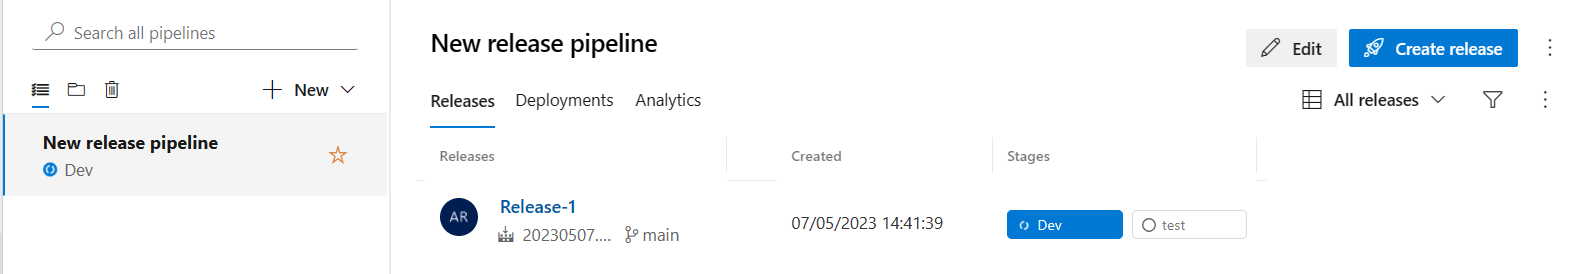 Search all pipelines
New
New release pipeline
Dev
New release pipeline
Edit
Create release
Releases
Deployments
Analytics
All releases
Releases
Created
Stages
AR
Release-1
20230507....
main
07/05/2023 14:41:39
Dev
test